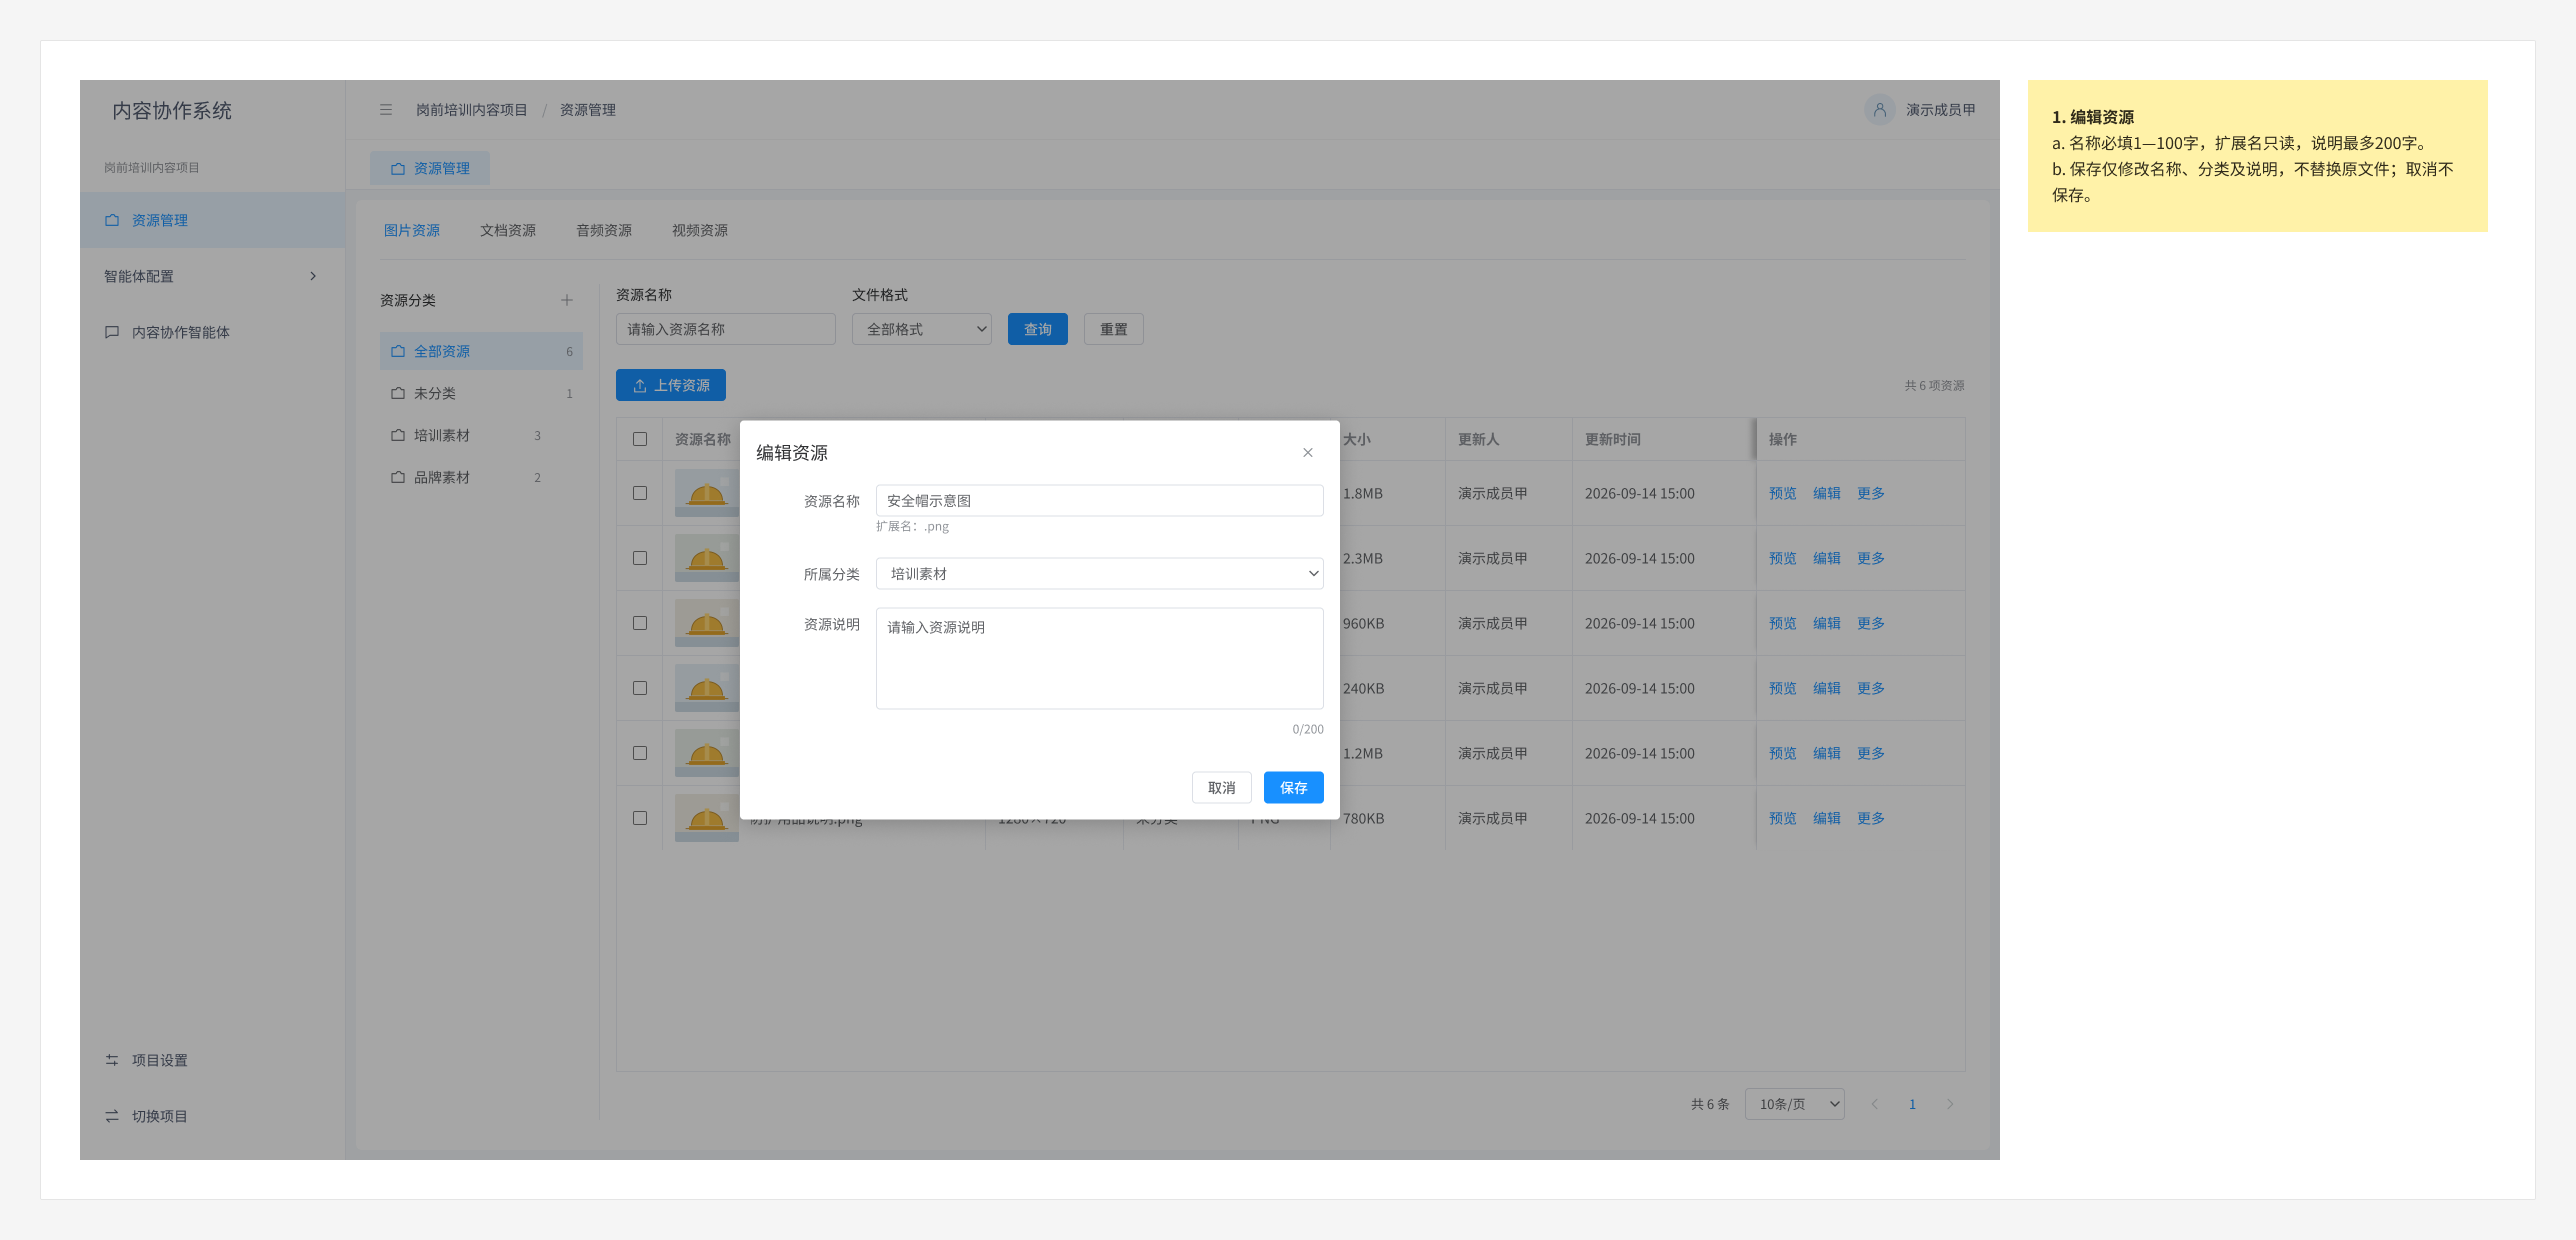 内容协作系统
岗前培训内容项目
资源管理
智能体配置
内容协作智能体
项目设置
切换项目
岗前培训内容项目 / 资源管理
演示成员甲
资源管理
图片资源 文档资源 音频资源 视频资源
资源分类
全部资源 6
未分类 1
培训素材 3
品牌素材 2
资源名称 文件格式
请输入资源名称 全部格式 查询 重置
上传资源 共 6 项资源
资源名称 大小 更新人 更新时间 操作
1.8MB 演示成员甲 2026-09-14 15:00 预览 编辑 更多
2.3MB 演示成员甲 2026-09-14 15:00 预览 编辑 更多
960KB 演示成员甲 2026-09-14 15:00 预览 编辑 更多
240KB 演示成员甲 2026-09-14 15:00 预览 编辑 更多
1.2MB 演示成员甲 2026-09-14 15:00 预览 编辑 更多
780KB 演示成员甲 2026-09-14 15:00 预览 编辑 更多
共 6 条 10条/页 1
编辑资源
资源名称 安全帽示意图
扩展名：.png
所属分类 培训素材
资源说明 请输入资源说明
0/200
取消 保存
1. 编辑资源
a. 名称必填1—100字，扩展名只读，说明最多200字。
b. 保存仅修改名称、分类及说明，不替换原文件；取消不
保存。